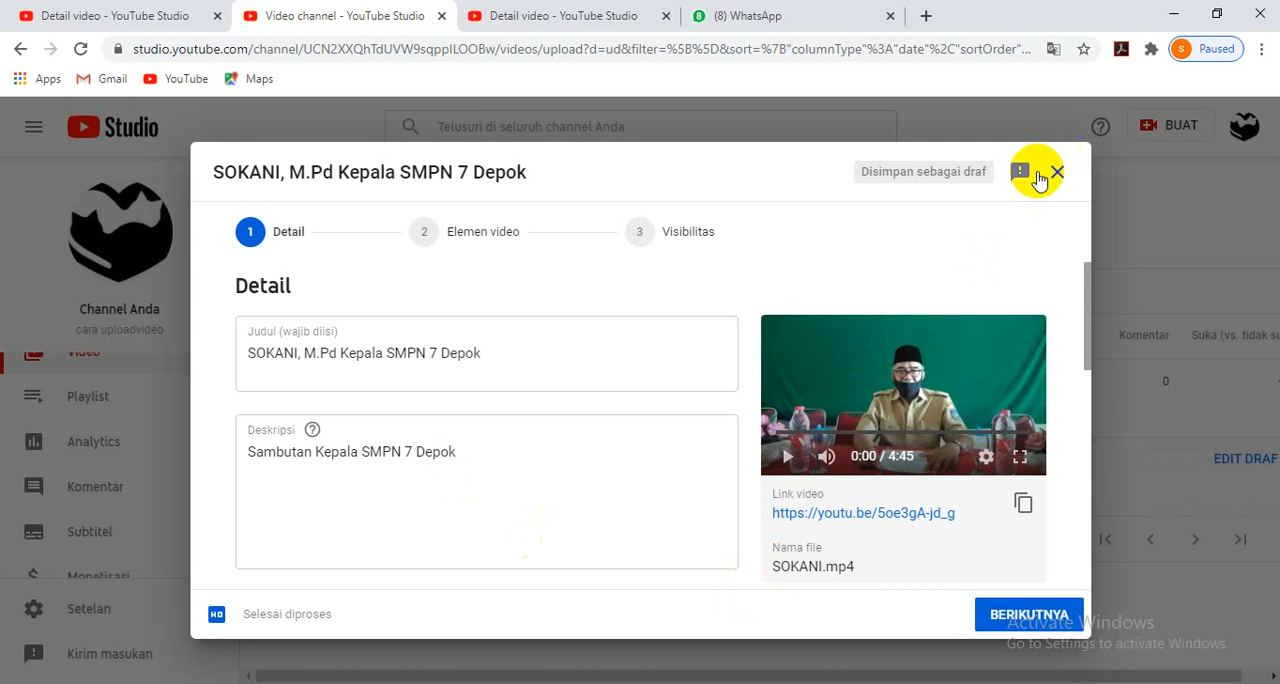 Detail video - YouTube Studio
Video channel - YouTube Studio
Detail video - YouTube Studio
8
(8) WhatsApp
studio.youtube.com/channel/UCN2XXQhTdUVW9sqppILOOBw/videos/upload?d=ud&filter=%5B%5D&sort=%7B"columnType"%3A"date"%2C"sortOrder"...
S Paused
Apps Gmail YouTube Maps
Studio
Telusuri di seluruh channel Anda
BUAT
SOKANI, M.Pd Kepala SMPN 7 Depok
Disimpan sebagai draf
1 Detail
2 Elemen video
3 Visibilitas
Detail
Judul (wajib diisi)
SOKANI, M.Pd Kepala SMPN 7 Depok
Deskripsi
Sambutan Kepala SMPN 7 Depok
0:00 / 4:45
Link video
https://youtu.be/5oe3gA-jd_g
Nama file
SOKANI.mp4
HD Selesai diproses
BERIKUTNYA
Channel Anda
cara uploadvideo
Video
Playlist
Analytics
Komentar
Subtitel
Monetisasi
Setelan
Kirim masukan
Komentar
Suka (vs. tidak su
0
EDIT DRAF
Activate Windows
Go to Settings to activate Windows.